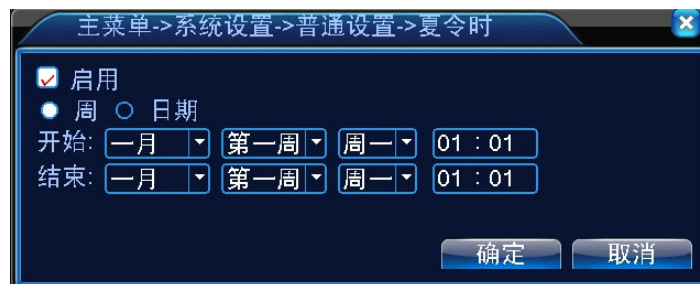 主菜单->系统设置->普通设置->夏令时
启用
周 日期
开始: 一月 第一周 周一 01 : 01
结束: 一月 第一周 周一 01 : 01
确定 取消